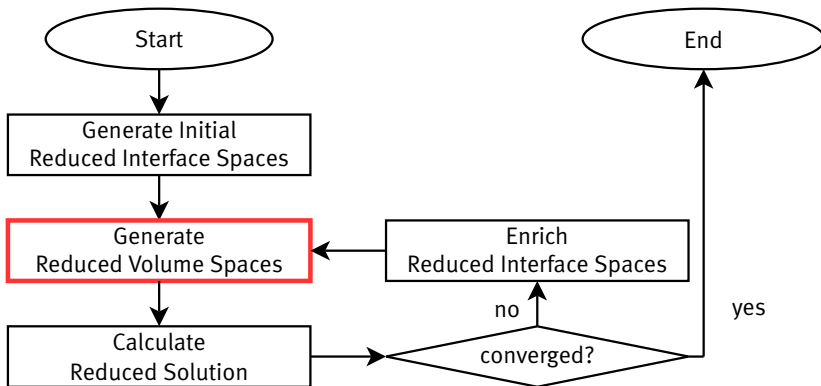 Start
End
Generate Initial
Reduced Interface Spaces
Generate
Reduced Volume Spaces
Enrich
Reduced Interface Spaces
no
yes
Calculate
Reduced Solution
converged?